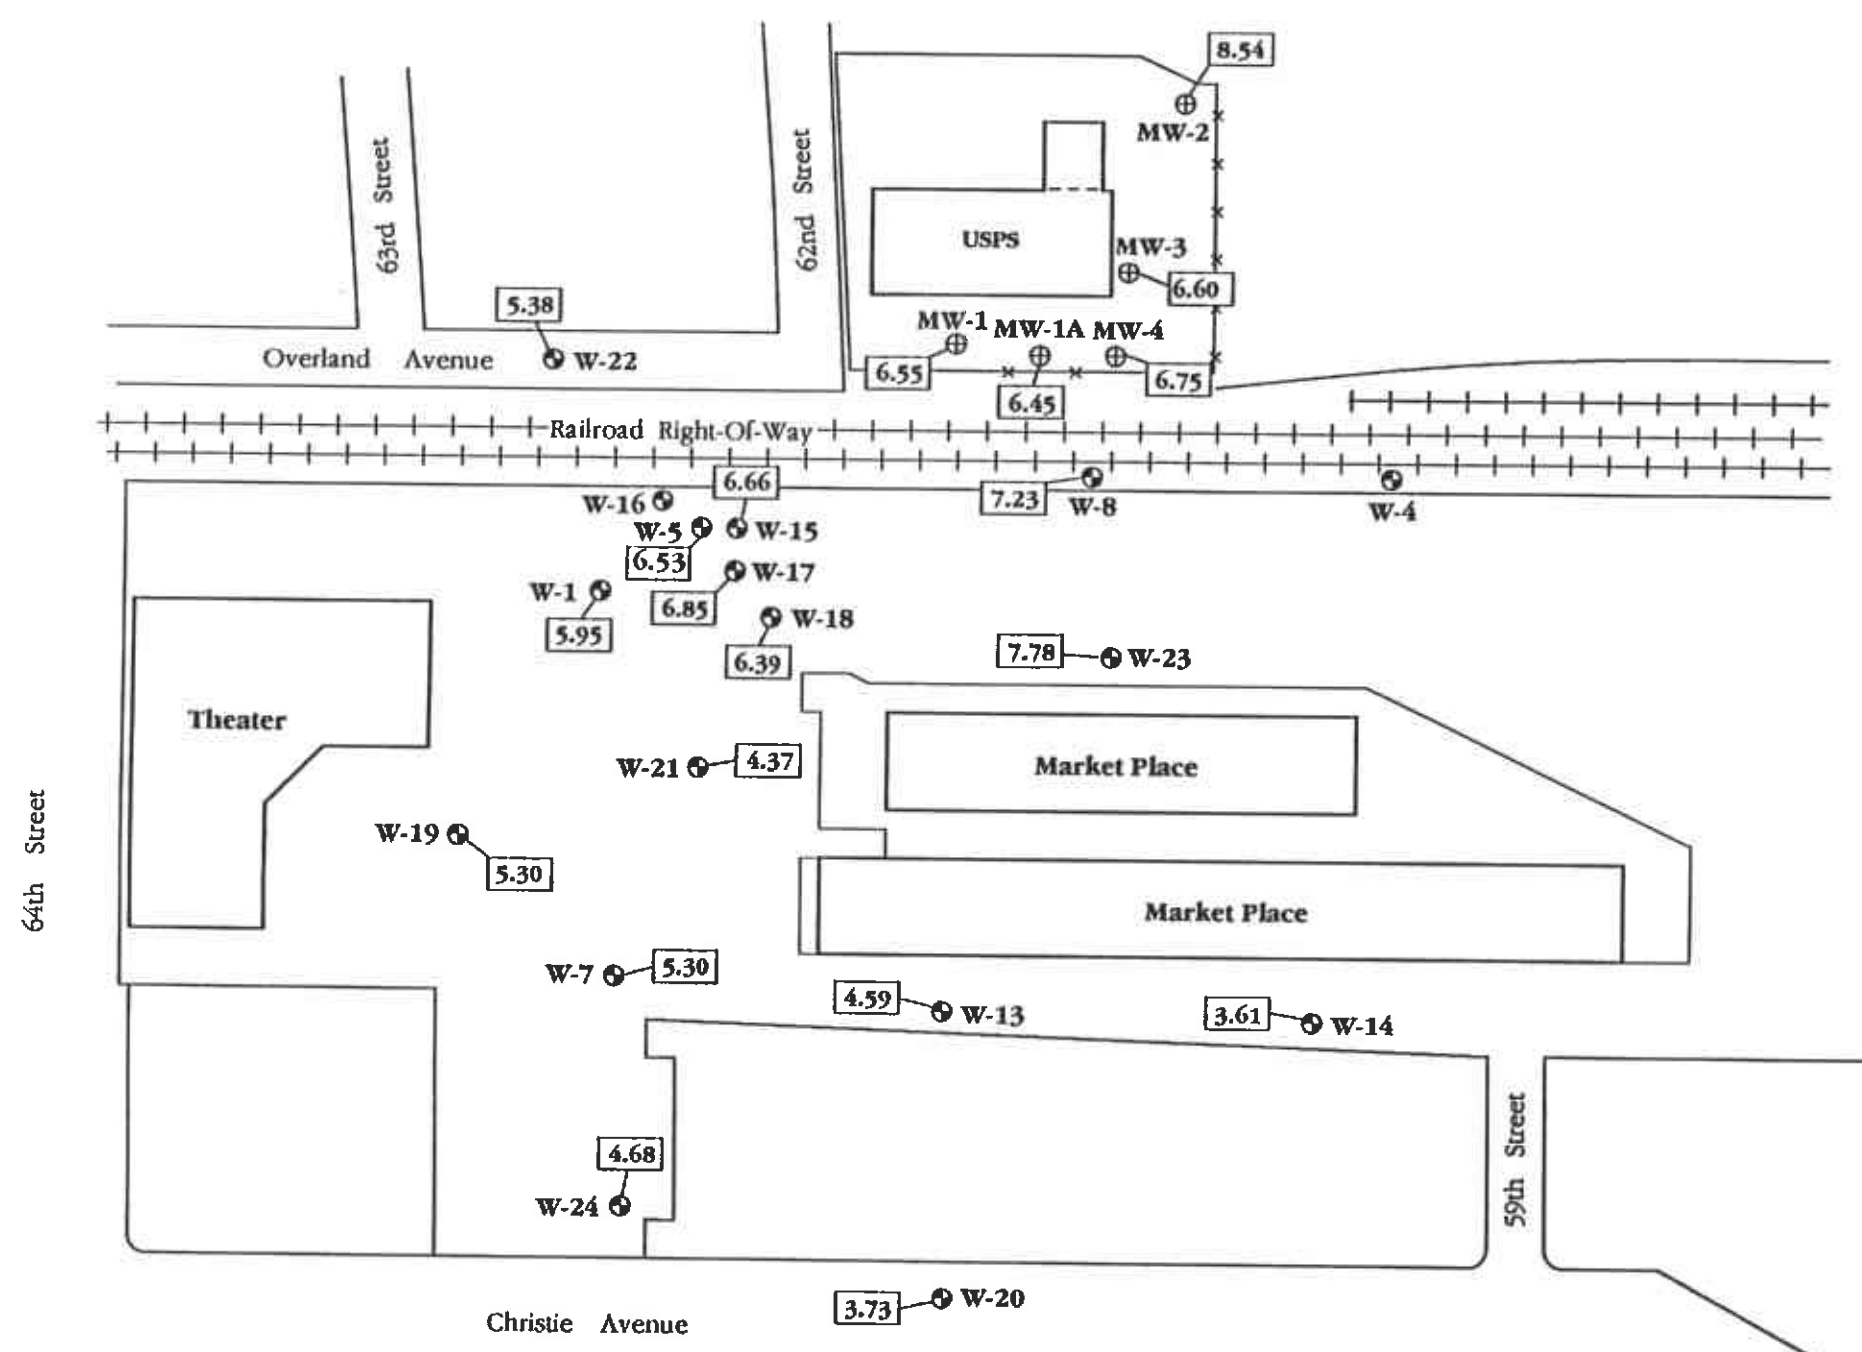 8.54
MW-2
63rd Street
62nd Street
USPS
MW-3
6.60
5.38
MW-1
MW-1A
MW-4
Overland Avenue
W-22
6.55
6.75
6.45
Railroad Right-Of-Way
6.66
W-16
7.23
W-8
W-4
W-5
W-15
6.53
W-17
W-1
6.85
W-18
5.95
6.39
7.78
W-23
Theater
W-21
4.37
Market Place
W-19
5.30
64th Street
Market Place
W-7
5.30
4.59
W-13
3.61
W-14
59th Street
4.68
W-24
W-20
3.73
Christie Avenue